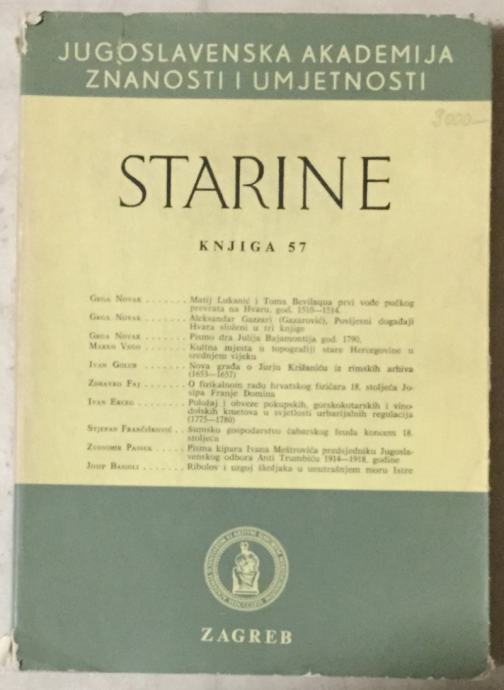 JUGOSLAVENSKA AKADEMIJA
ZNANOSTI I UMJETNOSTI
3000—
STARINE
KNJIGA 57
GRGA NOVAK . . . . . . . Matij Lukanić i Toma Bevilaqua prvi vođe pučkog
prevrata na Hvaru, god. 1510—1514.
GRGA NOVAK . . . . . . . Aleksandar Gazzari (Gazarović), Povijesni događaji
Hvara složeni u tri knjige
GRGA NOVAK . . . . . . . Pismo dra Julija Bajamontija god. 1790.
MARKO VEGO . . . . . . . Kultna mjesta u topografiji stare Hercegovine u
srednjem vijeku
IVAN GOLUB . . . . . . . Nova građa o Jurju Križaniću iz rimskih arhiva
(1653—1657)
ZDRAVKO FAJ . . . . . . . O fizikalnom radu hrvatskog fizičara 18. stoljeća Jo-
sipa Franje Domina
IVAN ERCEG . . . . . . . Položaj i obveze pokupskih, gorskokotarskih i vino-
dolskih kmetova u svjetlosti urbarijalnih regulacija
(1775—1780)
STJEPAN FRANČIŠKOVIĆ . . Šumsko gospodarstvo čabarskog feuda koncem 18.
stoljeća
Pisma kipara Ivana Meštrovića predsjedniku Jugosla-
venskog odbora Anti Trumbiću 1914—1918. godine
JOSIP BASIOLI . . . . . . . Ribolov i uzgoj školjaka u unutrašnjem moru Istre
ZAGREB